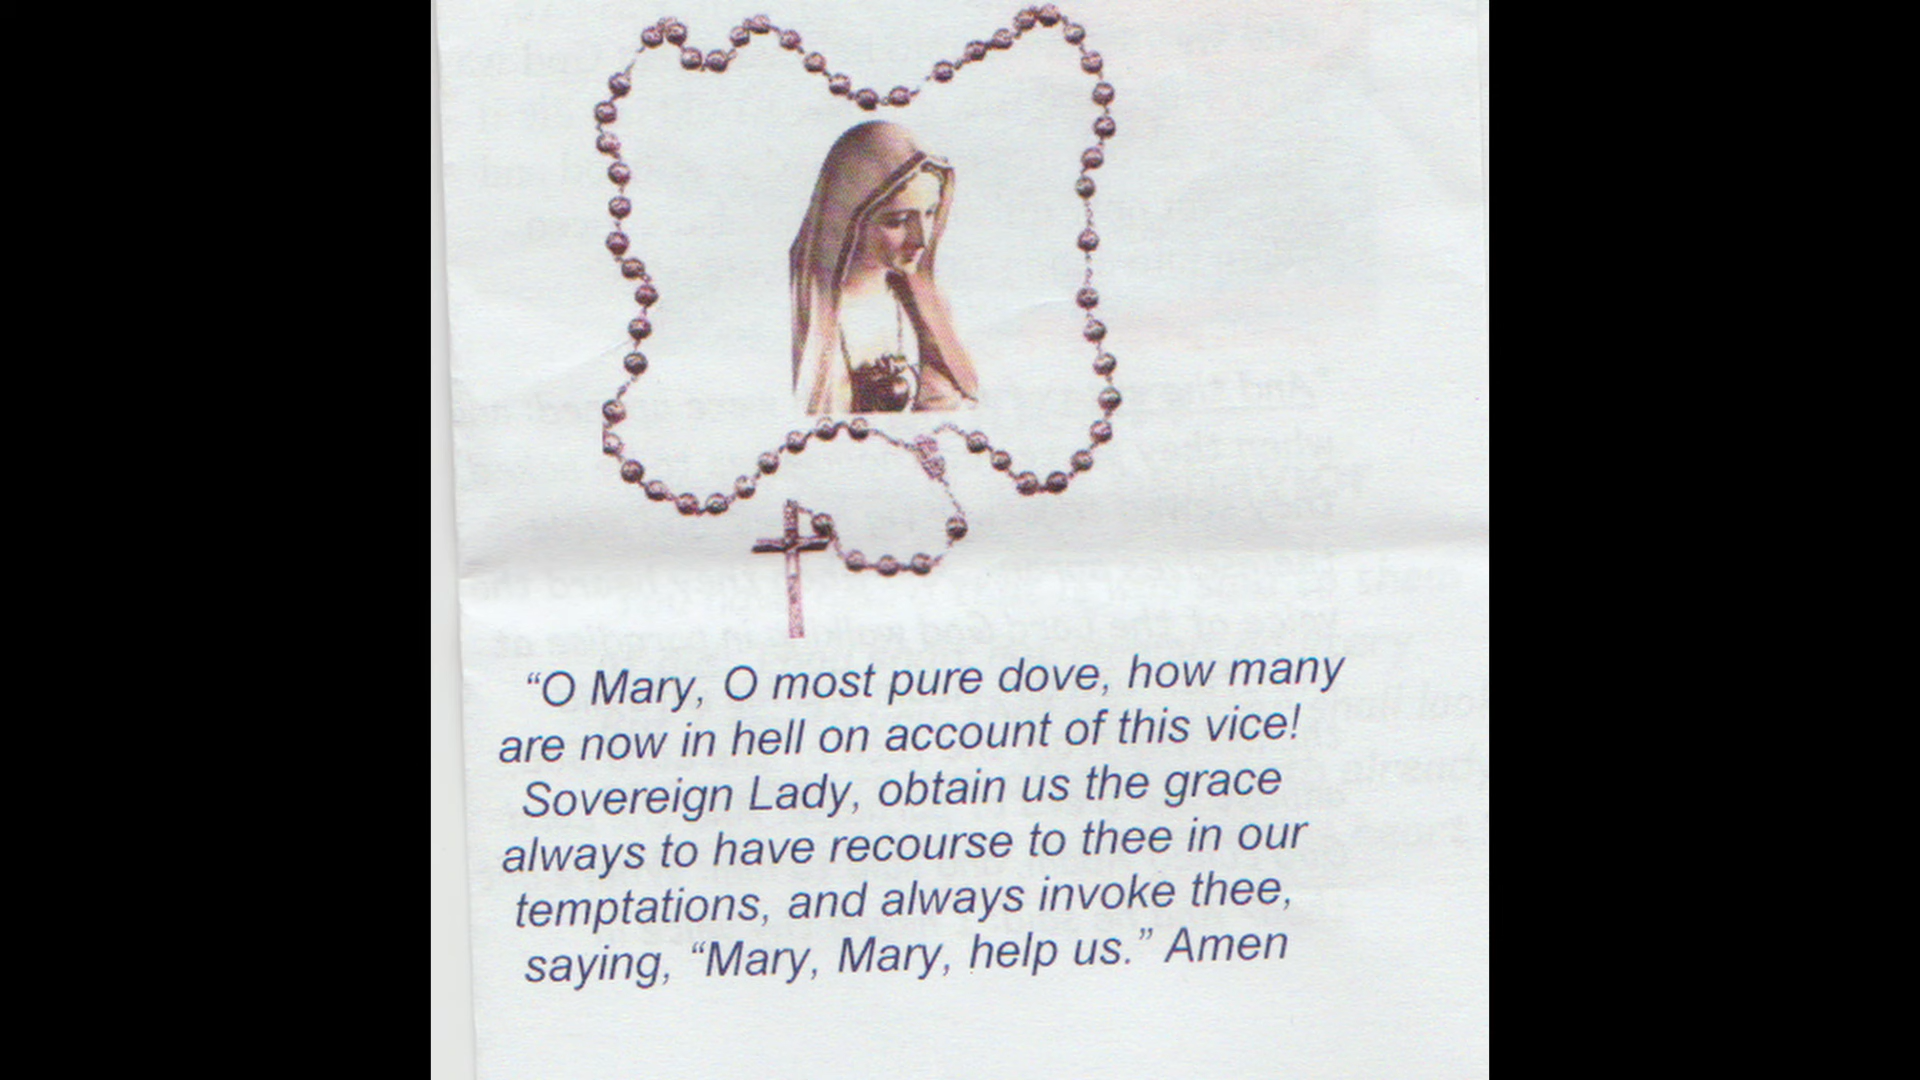 “O Mary, O most pure dove, how many
are now in hell on account of this vice!
Sovereign Lady, obtain us the grace
always to have recourse to thee in our
temptations, and always invoke thee,
saying, “Mary, Mary, help us.” Amen